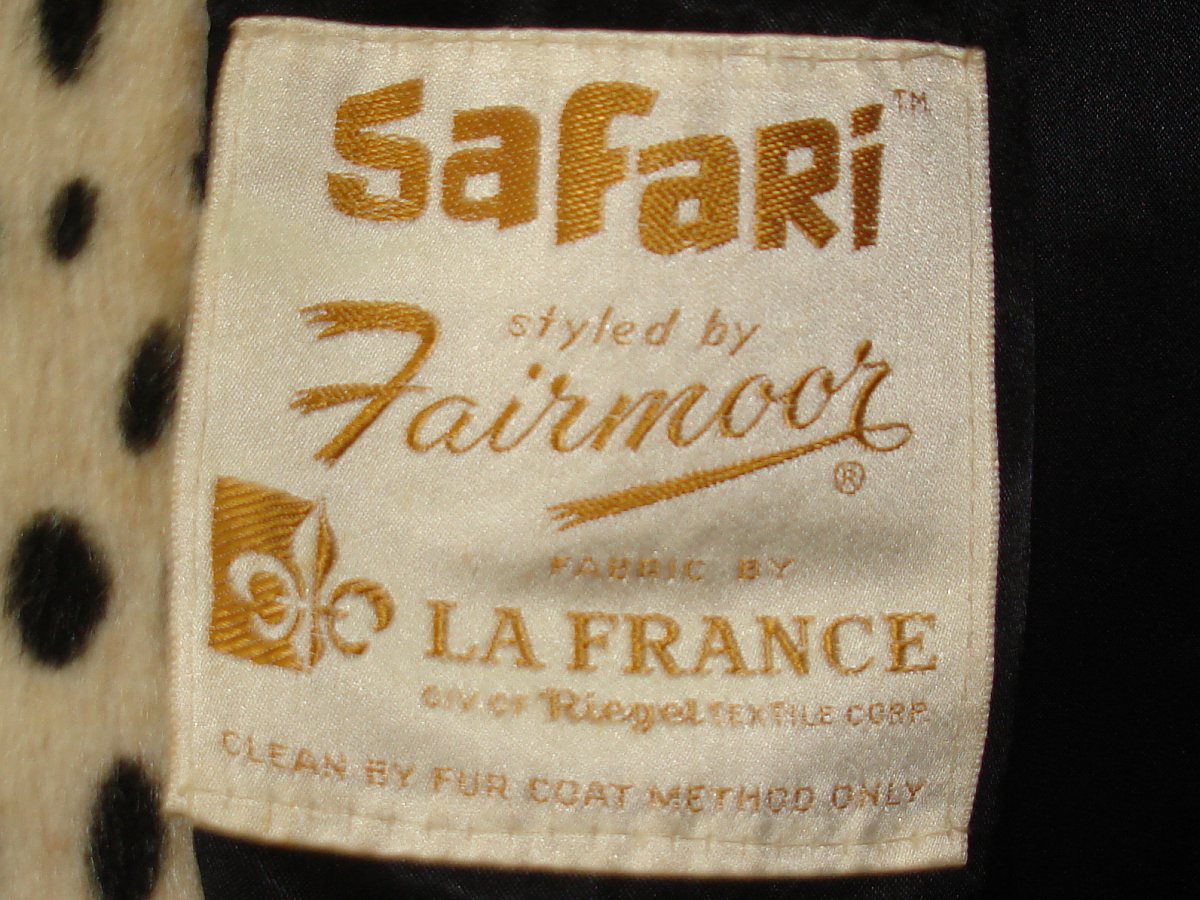 Safari™
styled by
Fairmoor
®
FABRIC BY
LA FRANCE
DIV. OF Riegel TEXTILE CORP.
CLEAN BY FUR COAT METHOD ONLY